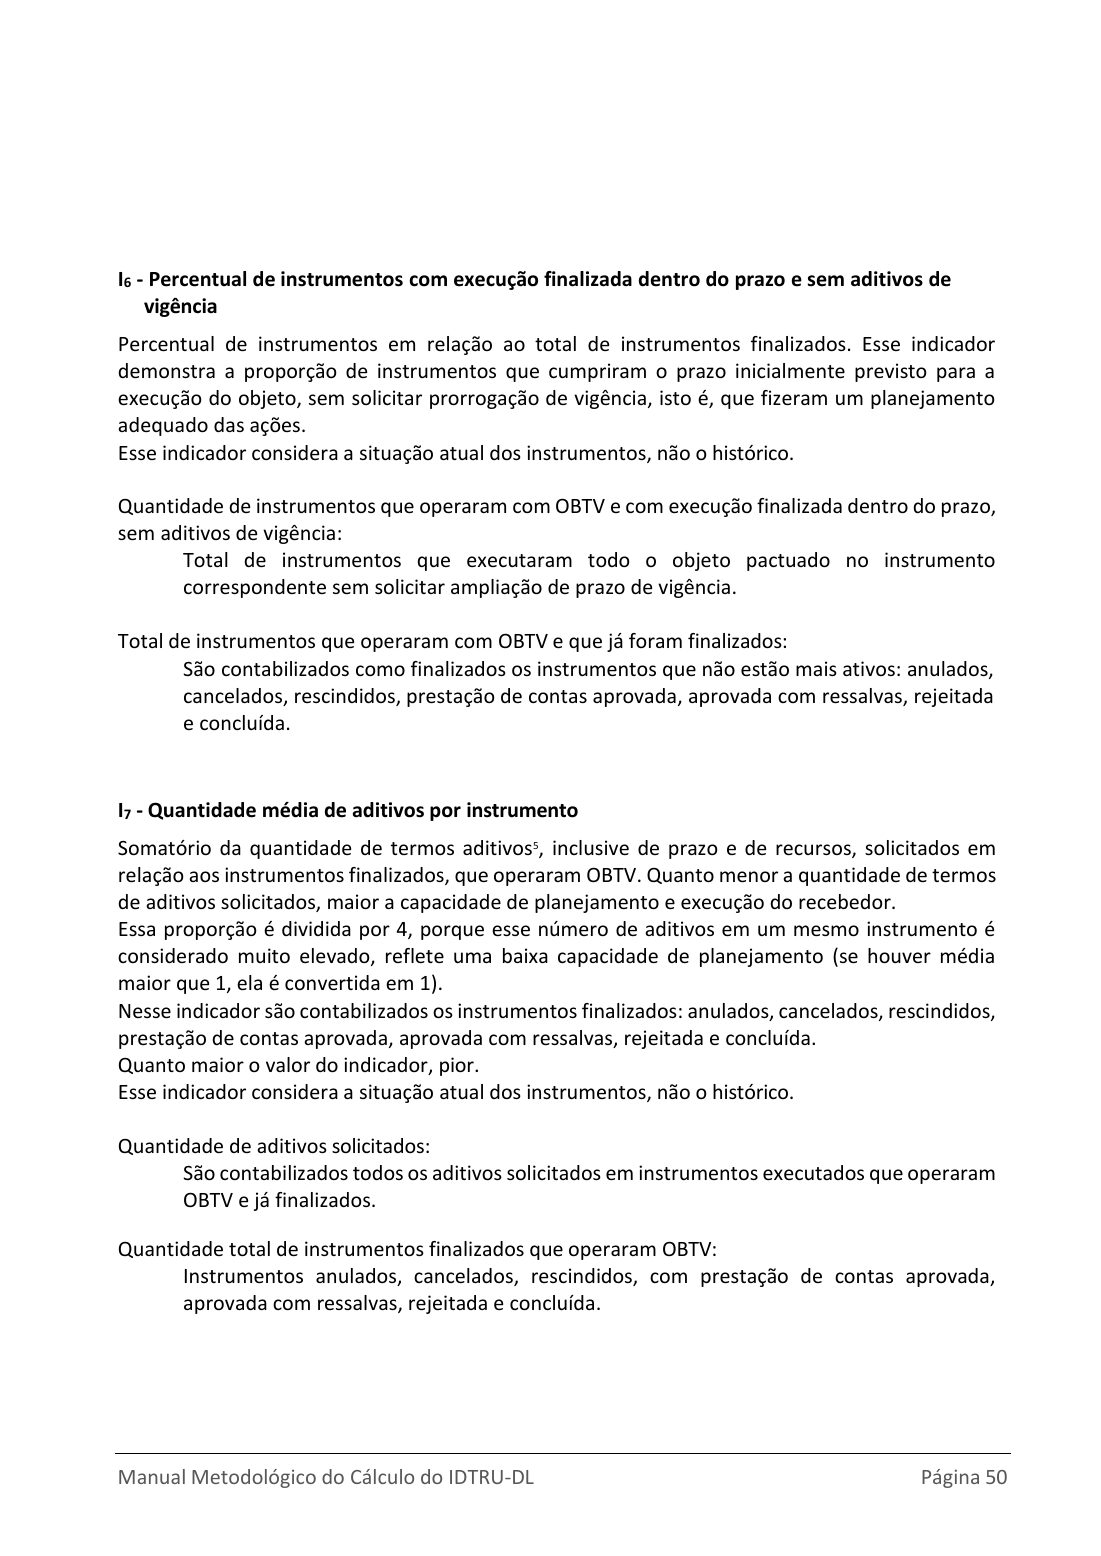 I₆ - Percentual de instrumentos com execução finalizada dentro do prazo e sem aditivos de
vigência
Percentual de instrumentos em relação ao total de instrumentos finalizados. Esse indicador
demonstra a proporção de instrumentos que cumpriram o prazo inicialmente previsto para a
execução do objeto, sem solicitar prorrogação de vigência, isto é, que fizeram um planejamento
adequado das ações.
Esse indicador considera a situação atual dos instrumentos, não o histórico.
Quantidade de instrumentos que operaram com OBTV e com execução finalizada dentro do prazo,
sem aditivos de vigência:
Total de instrumentos que executaram todo o objeto pactuado no instrumento
correspondente sem solicitar ampliação de prazo de vigência.
Total de instrumentos que operaram com OBTV e que já foram finalizados:
São contabilizados como finalizados os instrumentos que não estão mais ativos: anulados,
cancelados, rescindidos, prestação de contas aprovada, aprovada com ressalvas, rejeitada
e concluída.
I₇ - Quantidade média de aditivos por instrumento
Somatório da quantidade de termos aditivos⁵, inclusive de prazo e de recursos, solicitados em
relação aos instrumentos finalizados, que operaram OBTV. Quanto menor a quantidade de termos
de aditivos solicitados, maior a capacidade de planejamento e execução do recebedor.
Essa proporção é dividida por 4, porque esse número de aditivos em um mesmo instrumento é
considerado muito elevado, reflete uma baixa capacidade de planejamento (se houver média
maior que 1, ela é convertida em 1).
Nesse indicador são contabilizados os instrumentos finalizados: anulados, cancelados, rescindidos,
prestação de contas aprovada, aprovada com ressalvas, rejeitada e concluída.
Quanto maior o valor do indicador, pior.
Esse indicador considera a situação atual dos instrumentos, não o histórico.
Quantidade de aditivos solicitados:
São contabilizados todos os aditivos solicitados em instrumentos executados que operaram
OBTV e já finalizados.
Quantidade total de instrumentos finalizados que operaram OBTV:
Instrumentos anulados, cancelados, rescindidos, com prestação de contas aprovada,
aprovada com ressalvas, rejeitada e concluída.
Manual Metodológico do Cálculo do IDTRU-DL Página 50